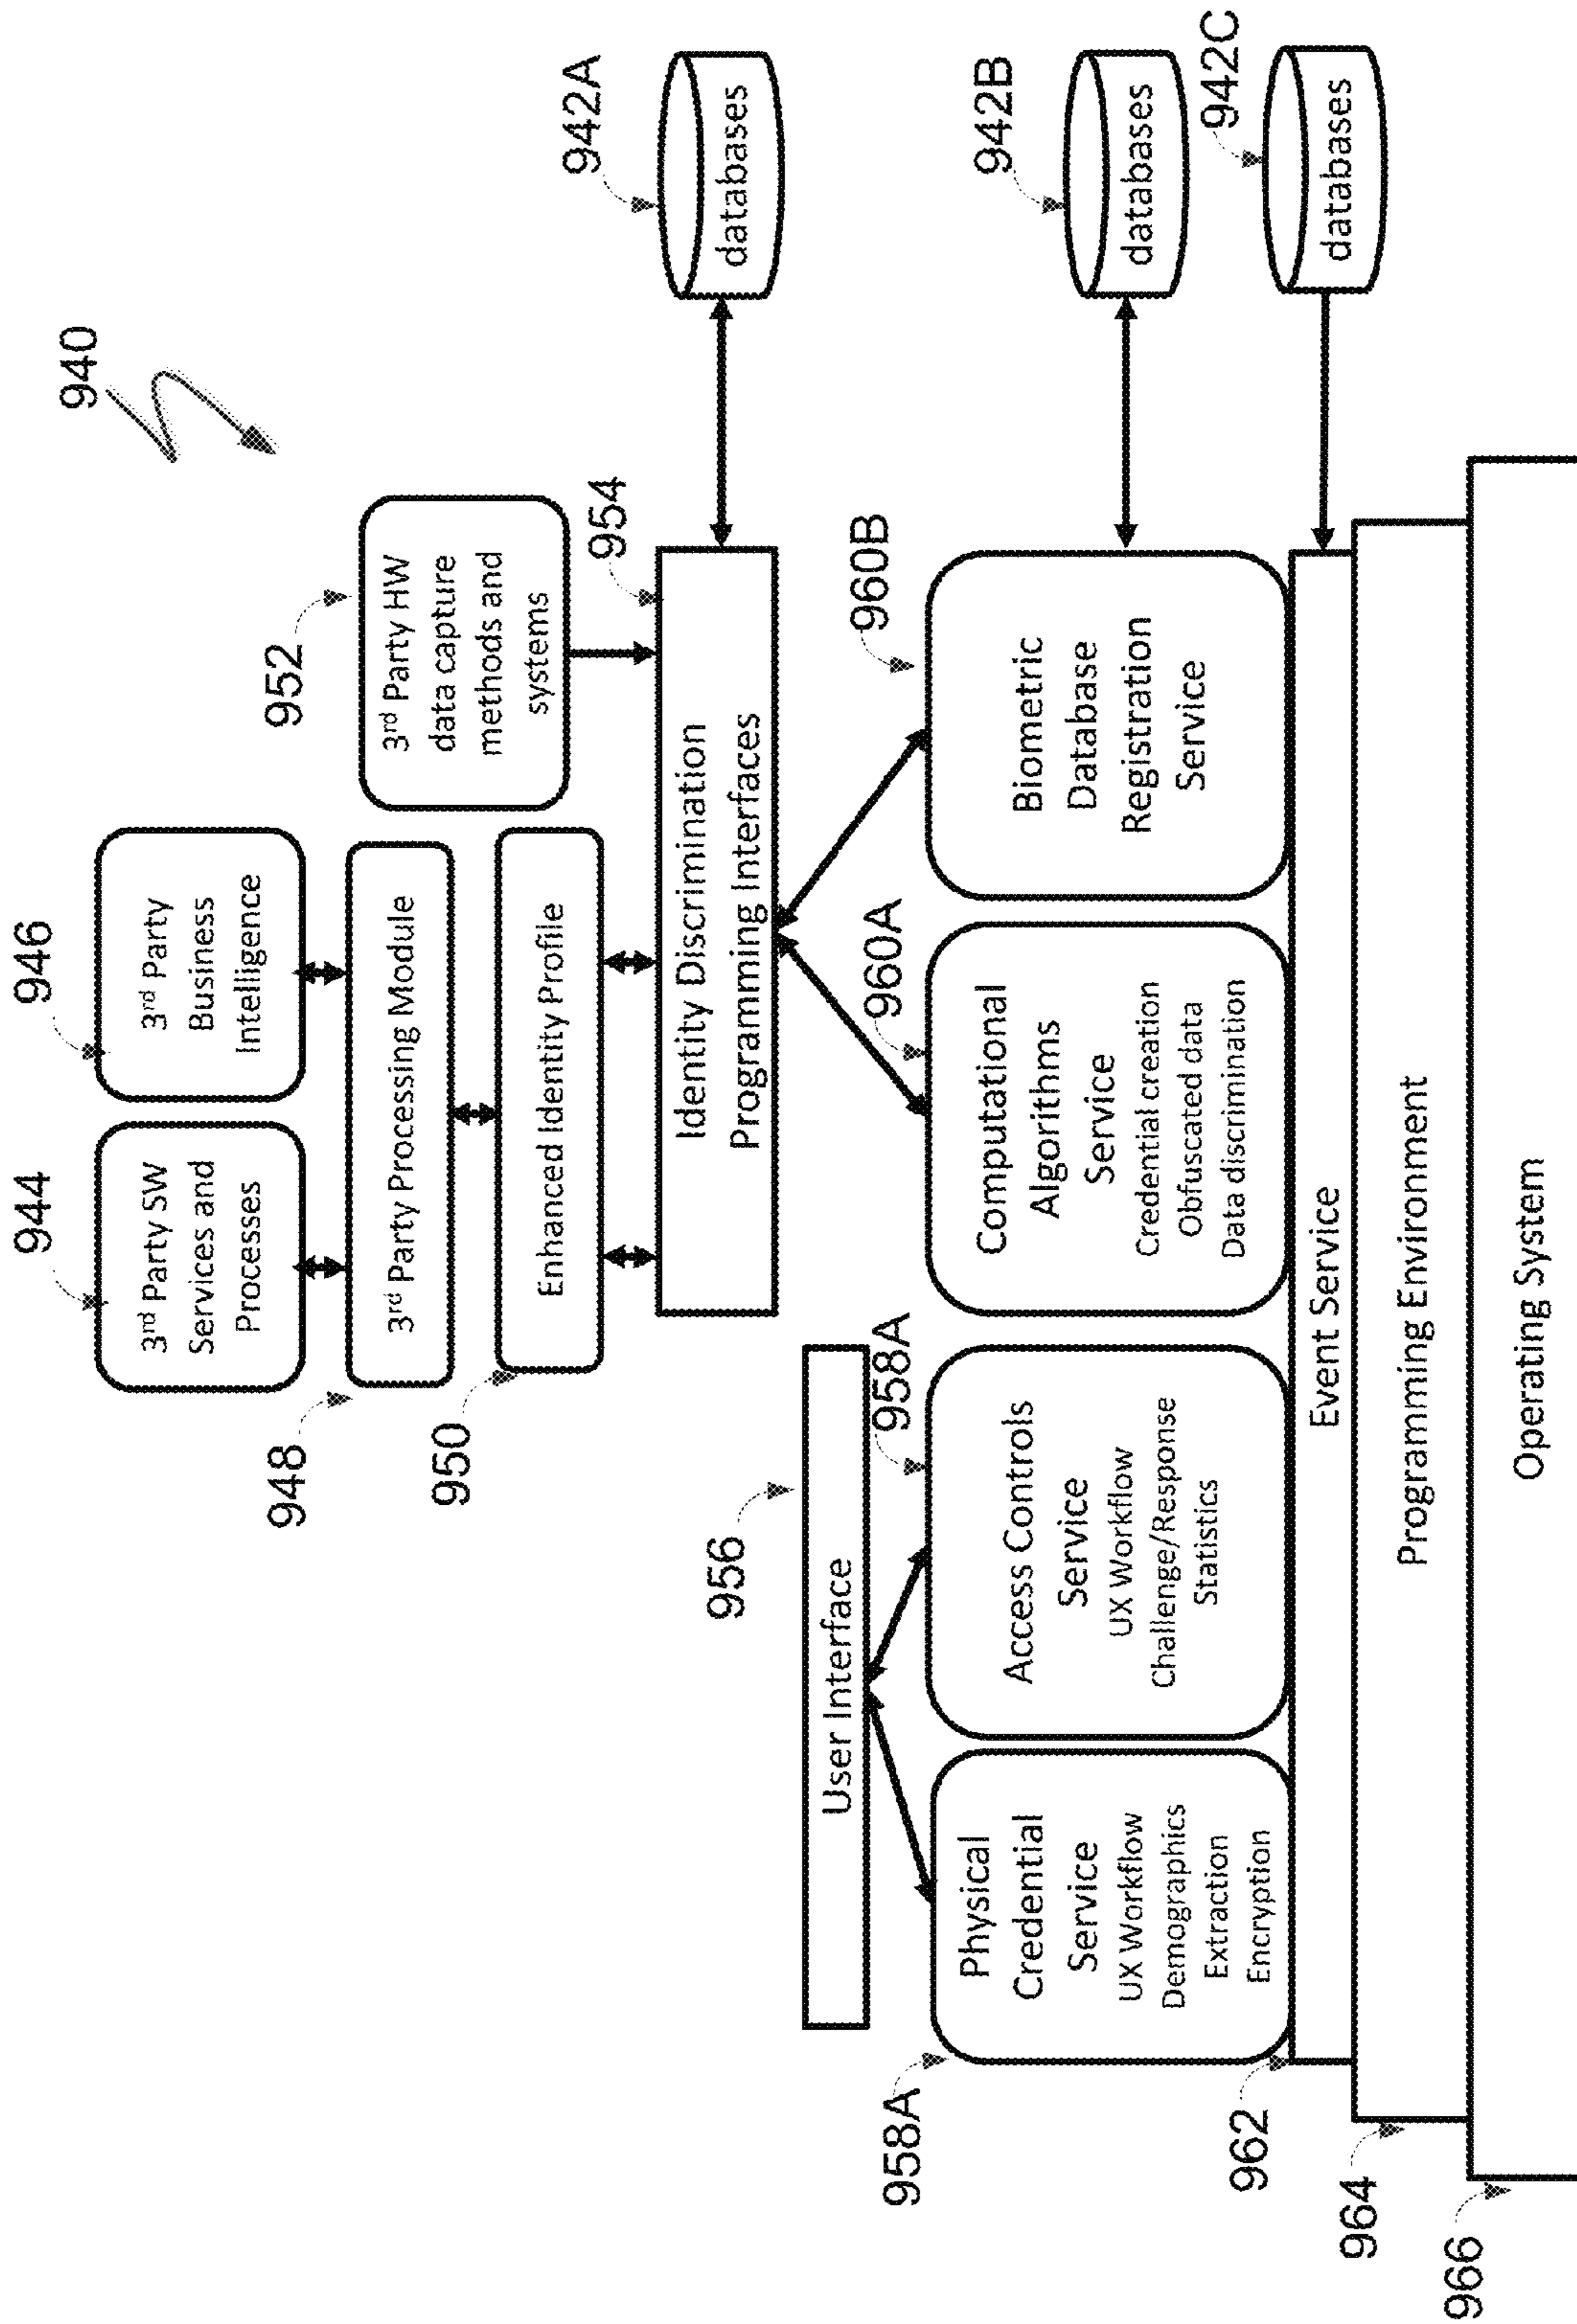 940
944
946
3rd Party SW
Services and
Processes
3rd Party
Business
Intelligence
948
3rd Party Processing Module
952
3rd Party HW
data capture
methods and
systems
950
Enhanced Identity Profile
954
Identity Discrimination
Programming Interfaces
942A
databases
956
User Interface
958A
Physical
Credential
Service
UX Workflow
Demographics
Extraction
Encryption
958A
Access Controls
Service
UX Workflow
Challenge/Response
Statistics
960A
Computational
Algorithms
Service
Credential creation
Obfuscated data
Data discrimination
960B
Biometric
Database
Registration
Service
942B
databases
942C
databases
962
Event Service
964
Programming Environment
966
Operating System